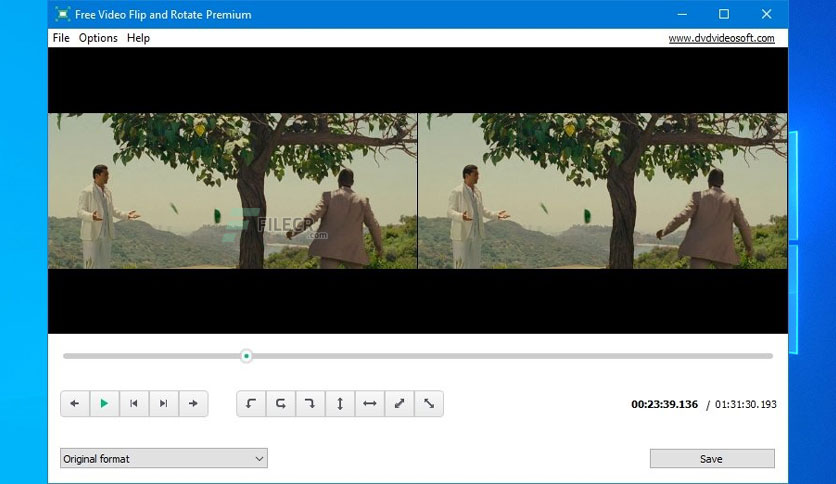 Free Video Flip and Rotate Premium
File Options Help www.dvdvideosoft.com
FILECR
.com
00:23:39.136 / 01:31:30.193
Original format Save